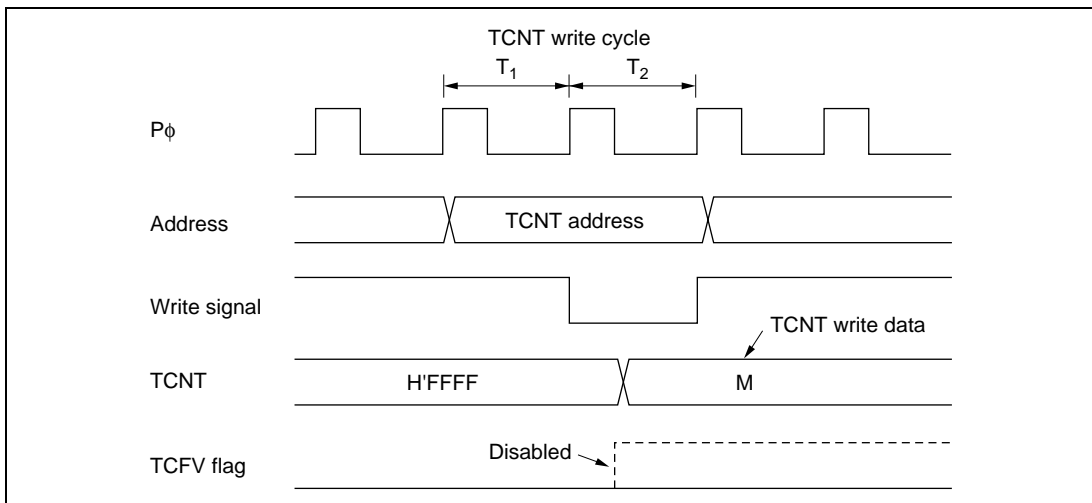 TCNT write cycle
T1 T2
Pϕ
Address
TCNT address
Write signal
TCNT write data
TCNT
H'FFFF
M
Disabled
TCFV flag